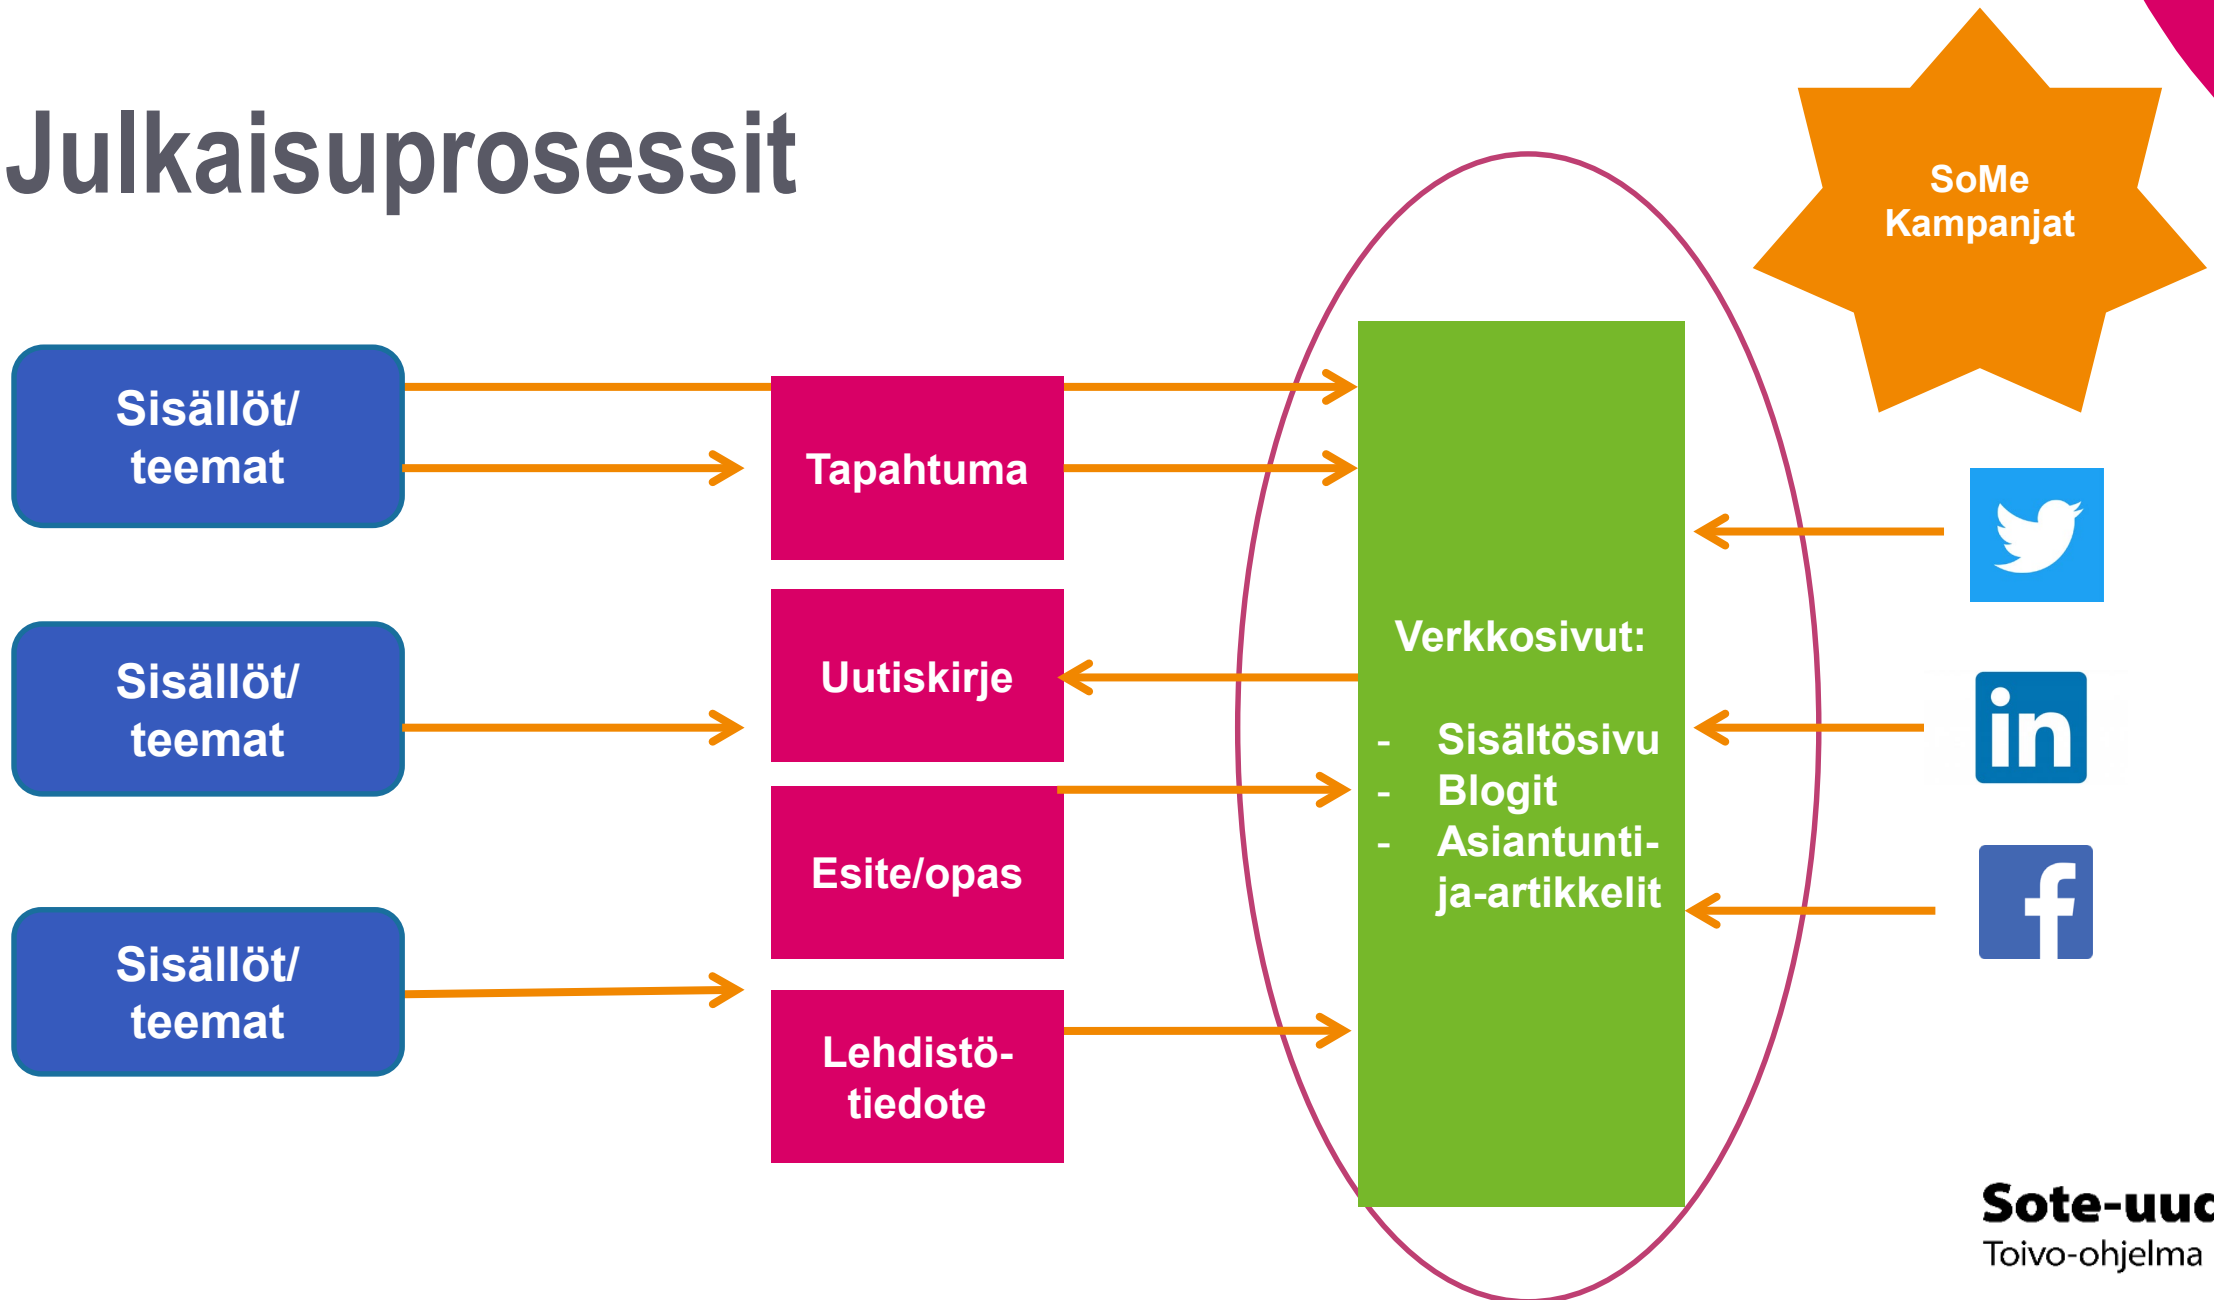 Julkaisuprosessit
SoMe
Kampanjat
Sisällöt/
teemat
Tapahtuma
Sisällöt/
teemat
Uutiskirje
Esite/opas
Sisällöt/
teemat
Lehdistö-
tiedote
Verkkosivut:
- Sisältösivu
- Blogit
- Asiantunti-
ja-artikkelit
in
f
Toivo-ohjelma